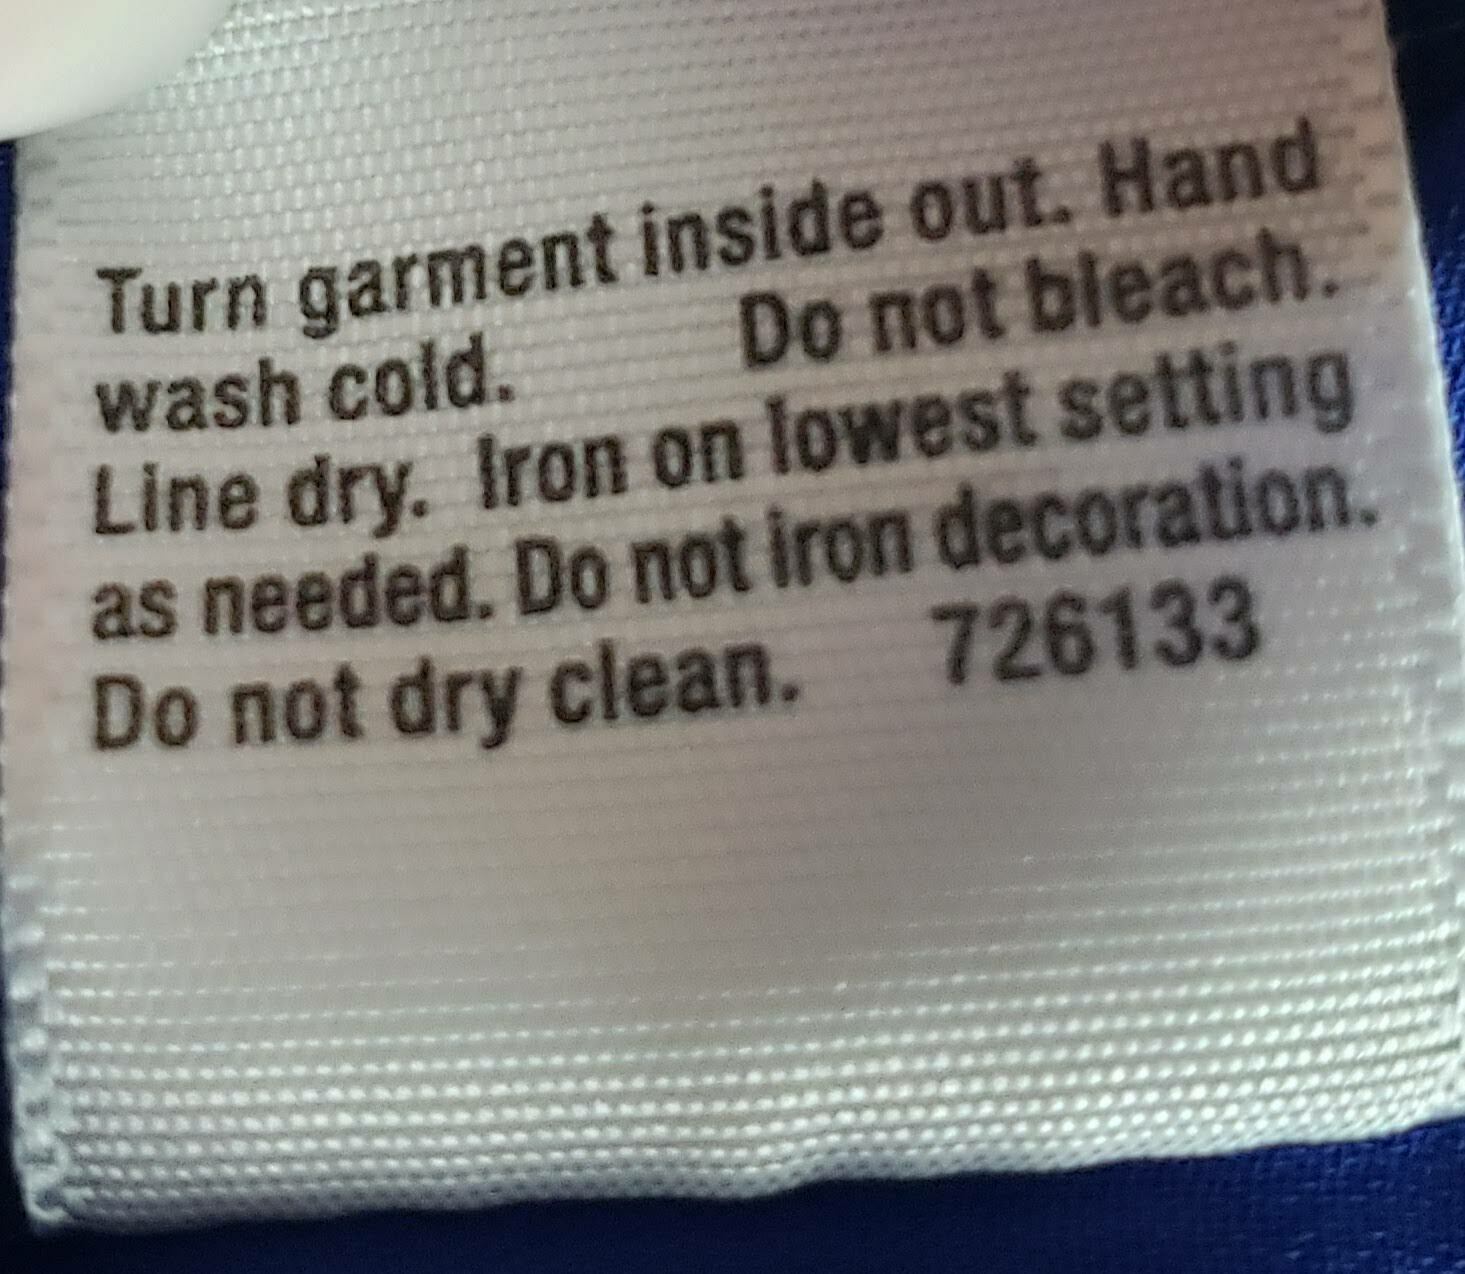 Turn garment inside out. Hand
wash cold. Do not bleach.
Line dry. Iron on lowest setting
as needed. Do not iron decoration.
Do not dry clean. 726133